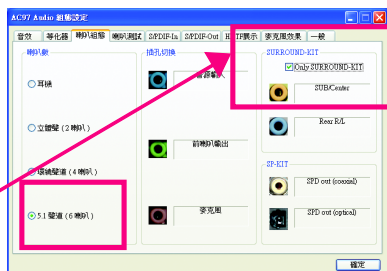 AC97 Audio 組態設定
音效 等化器 喇叭組態 喇叭測試 S/PDIF-In S/PDIF-Out 展示 麥克風效果 一般
喇叭數
耳機
立體聲 (2 喇叭)
環繞聲道 (4 喇叭)
5.1 聲道 (6 喇叭)
插孔切換
前喇叭輸出
麥克風
SURROUND-KIT
Only SURROUND-KIT
SUB/Center
Rear R/L
SP-KIT
SPD out (coaxial)
SPD out (optical)
確定